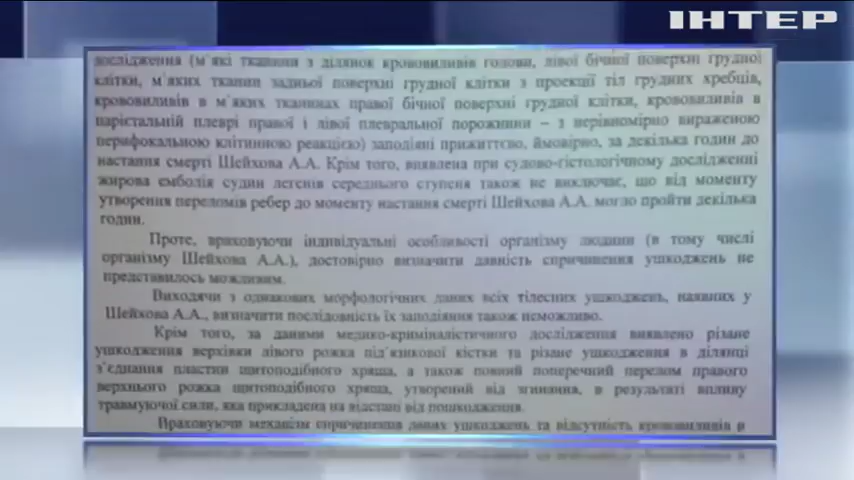 ІНТЕР
дослідження (м'які тканини з ділянок крововиливів голови, лівої бічної поверхні грудної
клітки, м'яких тканин задньої поверхні грудної клітки з проекції тіл грудних хребців,
крововиливів в м'яких тканинах правої бічної поверхні грудної клітки, крововиливів в
парієтальній плеврі правої і лівої плевральної порожнини – з нерівномірно вираженою
перифокальною клітинною реакцією) заподіяні прижиттєво, ймовірно, за декілька годин до
настання смерті Шейхова А.А. Крім того, виявлена при судово-гістологічному дослідженні
жирова емболія судин легенів середнього ступеня також не виключає, що від моменту
утворення переломів ребер до моменту настання смерті Шейхова А.А. могло пройти декілька
годин.
Проте, враховуючи індивідуальні особливості організму людини (в тому числі
організму Шейхова А.А.), достовірно визначити давність спричинення ушкоджень не
представилось можливим.
Виходячи з однакових морфологічних даних всіх тілесних ушкоджень, наявних у
Шейхова А.А., визначити послідовність їх заподіяння також неможливо.
Крім того, за даними медико-криміналістичного дослідження виявлено різане
ушкодження верхівки лівого рожка під'язикової кістки та різане ушкодження в ділянці
з'єднання пластин щитоподібного хряща, а також повний поперечний перелом правого
верхнього рожка щитоподібного хряща, утворений від згинання, в результаті впливу
травмуючої сили, яка прикладена на відстані від пошкодження.
Враховуючи механізм спричинення даних ушкоджень та відсутність крововиливів в